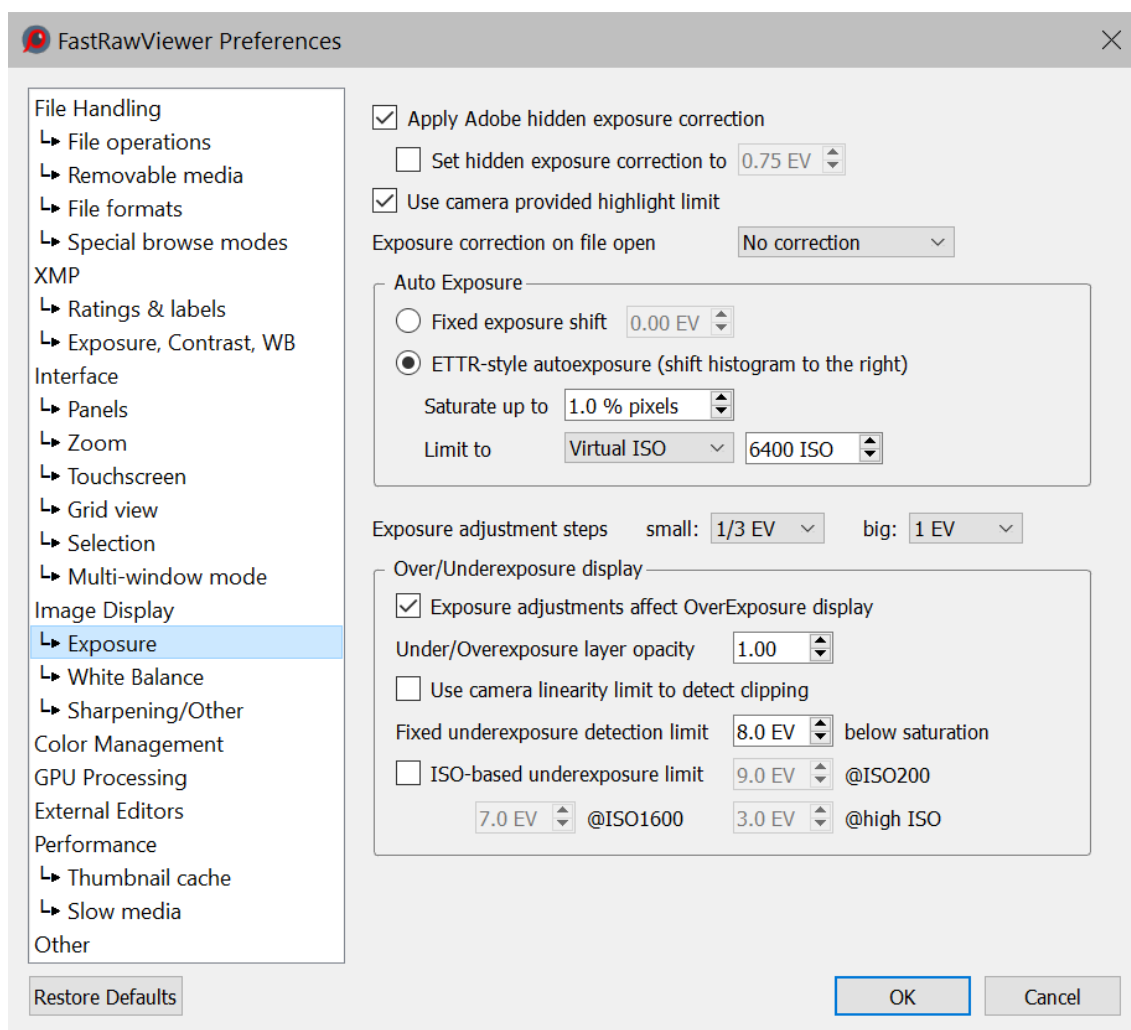 FastRawViewer Preferences
File Handling
File operations
Removable media
File formats
Special browse modes
XMP
Ratings & labels
Exposure, Contrast, WB
Interface
Panels
Zoom
Touchscreen
Grid view
Selection
Multi-window mode
Image Display
Exposure
White Balance
Sharpening/Other
Color Management
GPU Processing
External Editors
Performance
Thumbnail cache
Slow media
Other
Apply Adobe hidden exposure correction
Set hidden exposure correction to 0.75 EV
Use camera provided highlight limit
Exposure correction on file open No correction
Auto Exposure
Fixed exposure shift 0.00 EV
ETTR-style autoexposure (shift histogram to the right)
Saturate up to 1.0 % pixels
Limit to Virtual ISO 6400 ISO
Exposure adjustment steps small: 1/3 EV big: 1 EV
Over/Underexposure display
Exposure adjustments affect OverExposure display
Under/Overexposure layer opacity 1.00
Use camera linearity limit to detect clipping
Fixed underexposure detection limit 8.0 EV below saturation
ISO-based underexposure limit 9.0 EV @ISO200
7.0 EV @ISO1600 3.0 EV @high ISO
Restore Defaults OK Cancel